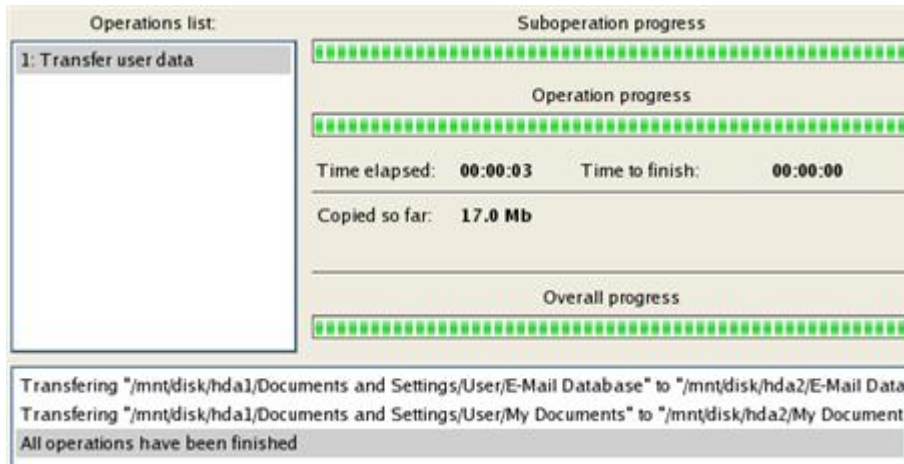 Operations list:
1: Transfer user data
Suboperation progress
Operation progress
Time elapsed: 00:00:03 Time to finish: 00:00:00
Copied so far: 17.0 Mb
Overall progress
Transfering "/mnt/disk/hda1/Documents and Settings/User/E-Mail Database" to "/mnt/disk/hda2/E-Mail Data
Transfering "/mnt/disk/hda1/Documents and Settings/User/My Documents" to "/mnt/disk/hda2/My Document
All operations have been finished